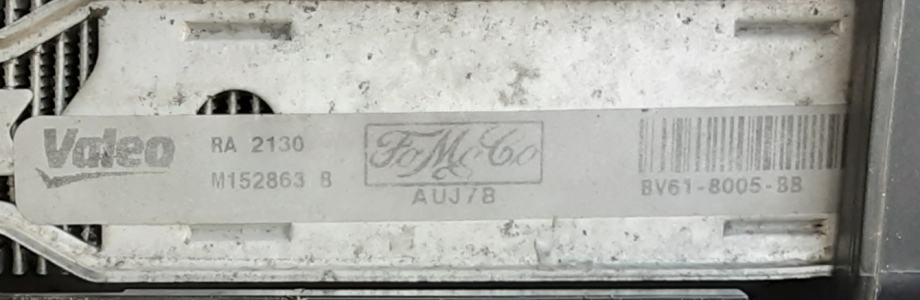 Valeo
RA 2130
M152863 B
FoMoCo
AUJ7B
BV61-8005-BB